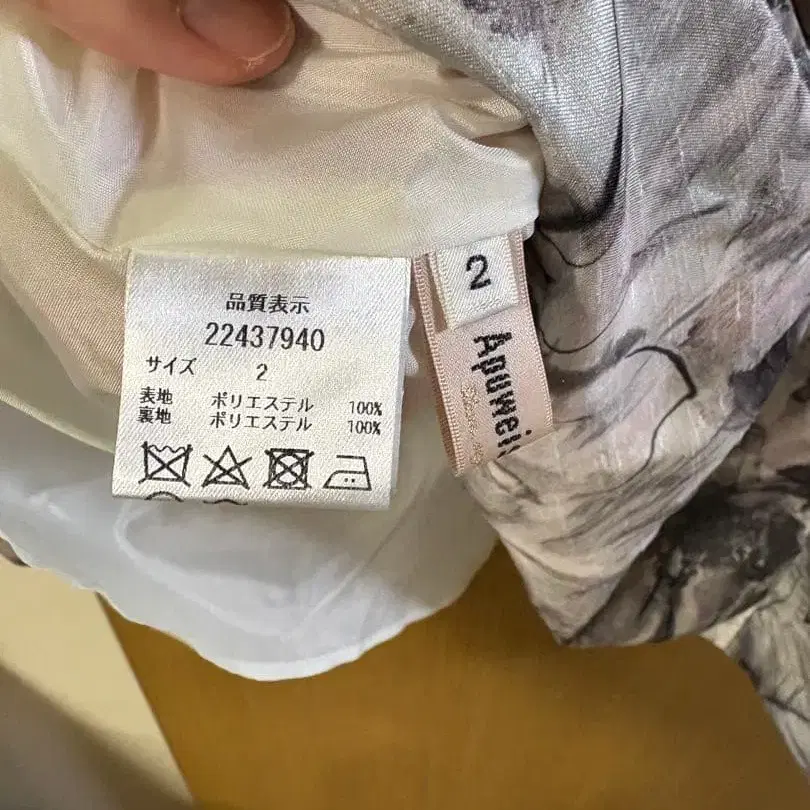 品質表示
22437940
サイズ 2
表地 ポリエステル 100%
裏地 ポリエステル 100%
2